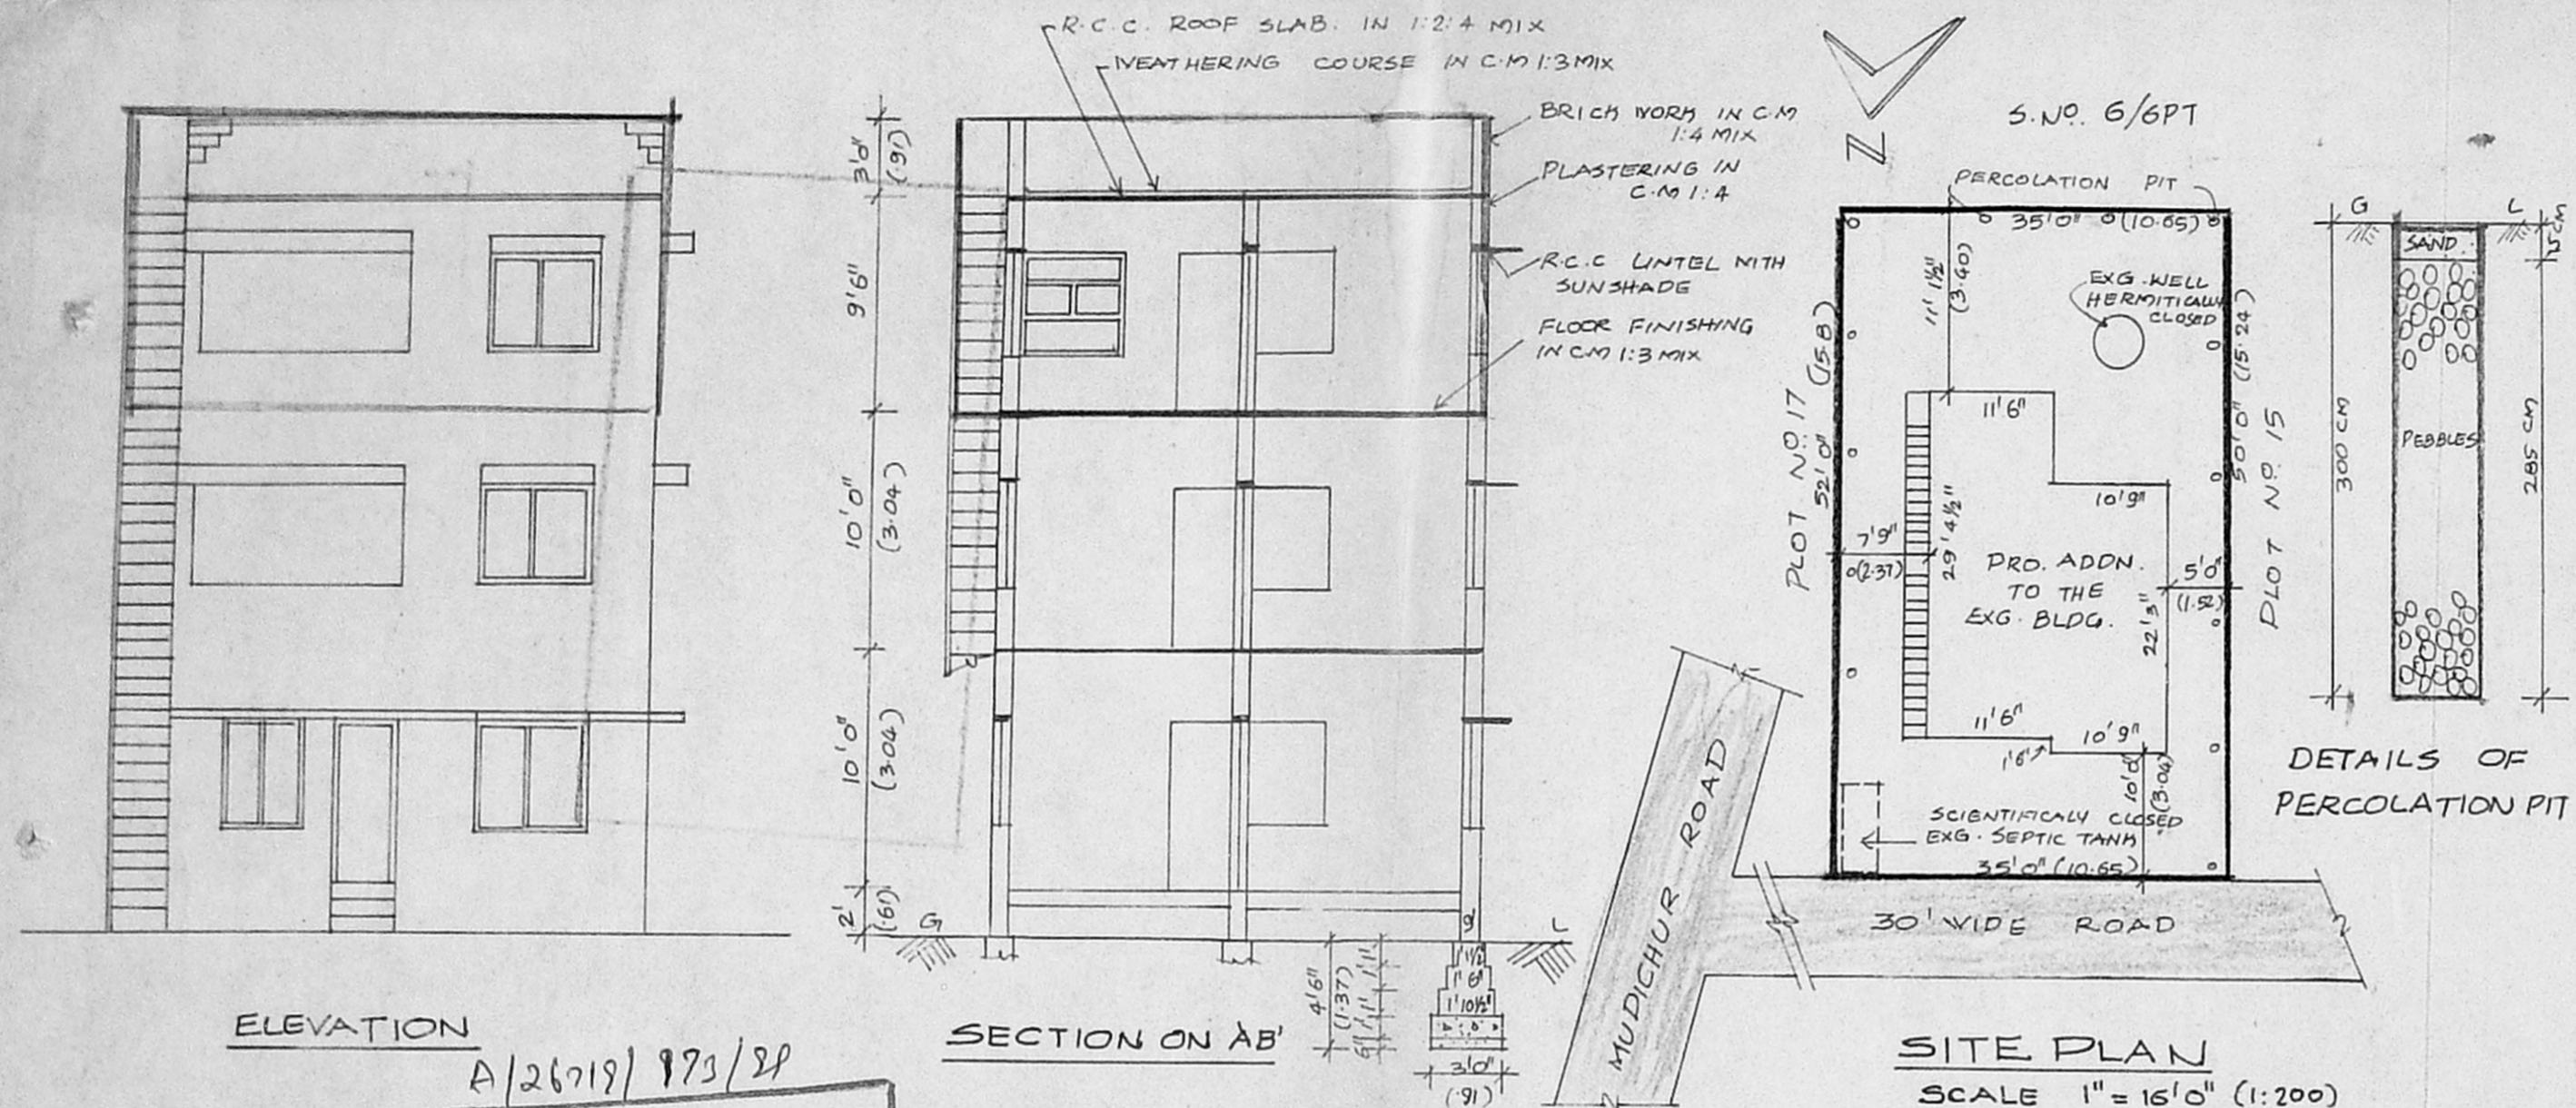 R.C.C. ROOF SLAB. IN 1:2:4 MIX
WEATHERING COURSE IN C.M 1:3 MIX
3'0"
(.91)
9'6"
10'0"
(3.04)
10'0"
(3.04)
2'
(.61)
BRICK WORK IN C.M
1:4 MIX
PLASTERING IN
C.M 1:4
R.C.C LINTEL WITH
SUNSHADE
FLOOR FINISHING
IN C.M 1:3 MIX
G
L
9"
1'1½"
1'6"
1'10½"
4'6"
(1.37)
6" 1' 1' 1' 1'
3'0"
(.91)
ELEVATION
A/26719/
SECTION ON 'AB'
N
S.NO. 6/6PT
PERCOLATION PIT
35'0" (10.65)
11'1½"
(3.40)
EXG. WELL
HERMITICALLY
CLOSED
PLOT NO. 17
52'0" (15.8)
50'0" (15.24)
PLOT NO. 15
11'6"
10'9"
7'9"
(2.37)
29'4½"
PRO. ADDN.
TO THE
EXG. BLDG.
5'0"
(1.52)
22'3"
11'6"
1'6"
10'9"
10'0"
(3.04)
SCIENTIFICALY CLOSED
EXG. SEPTIC TANK
35'0" (10.65)
30' WIDE ROAD
MUDICHUR ROAD
SITE PLAN
SCALE 1" = 16'0" (1:200)
G
L
SAND
15 CM
PEBBLES
300 CM
285 CM
DETAILS OF
PERCOLATION PIT